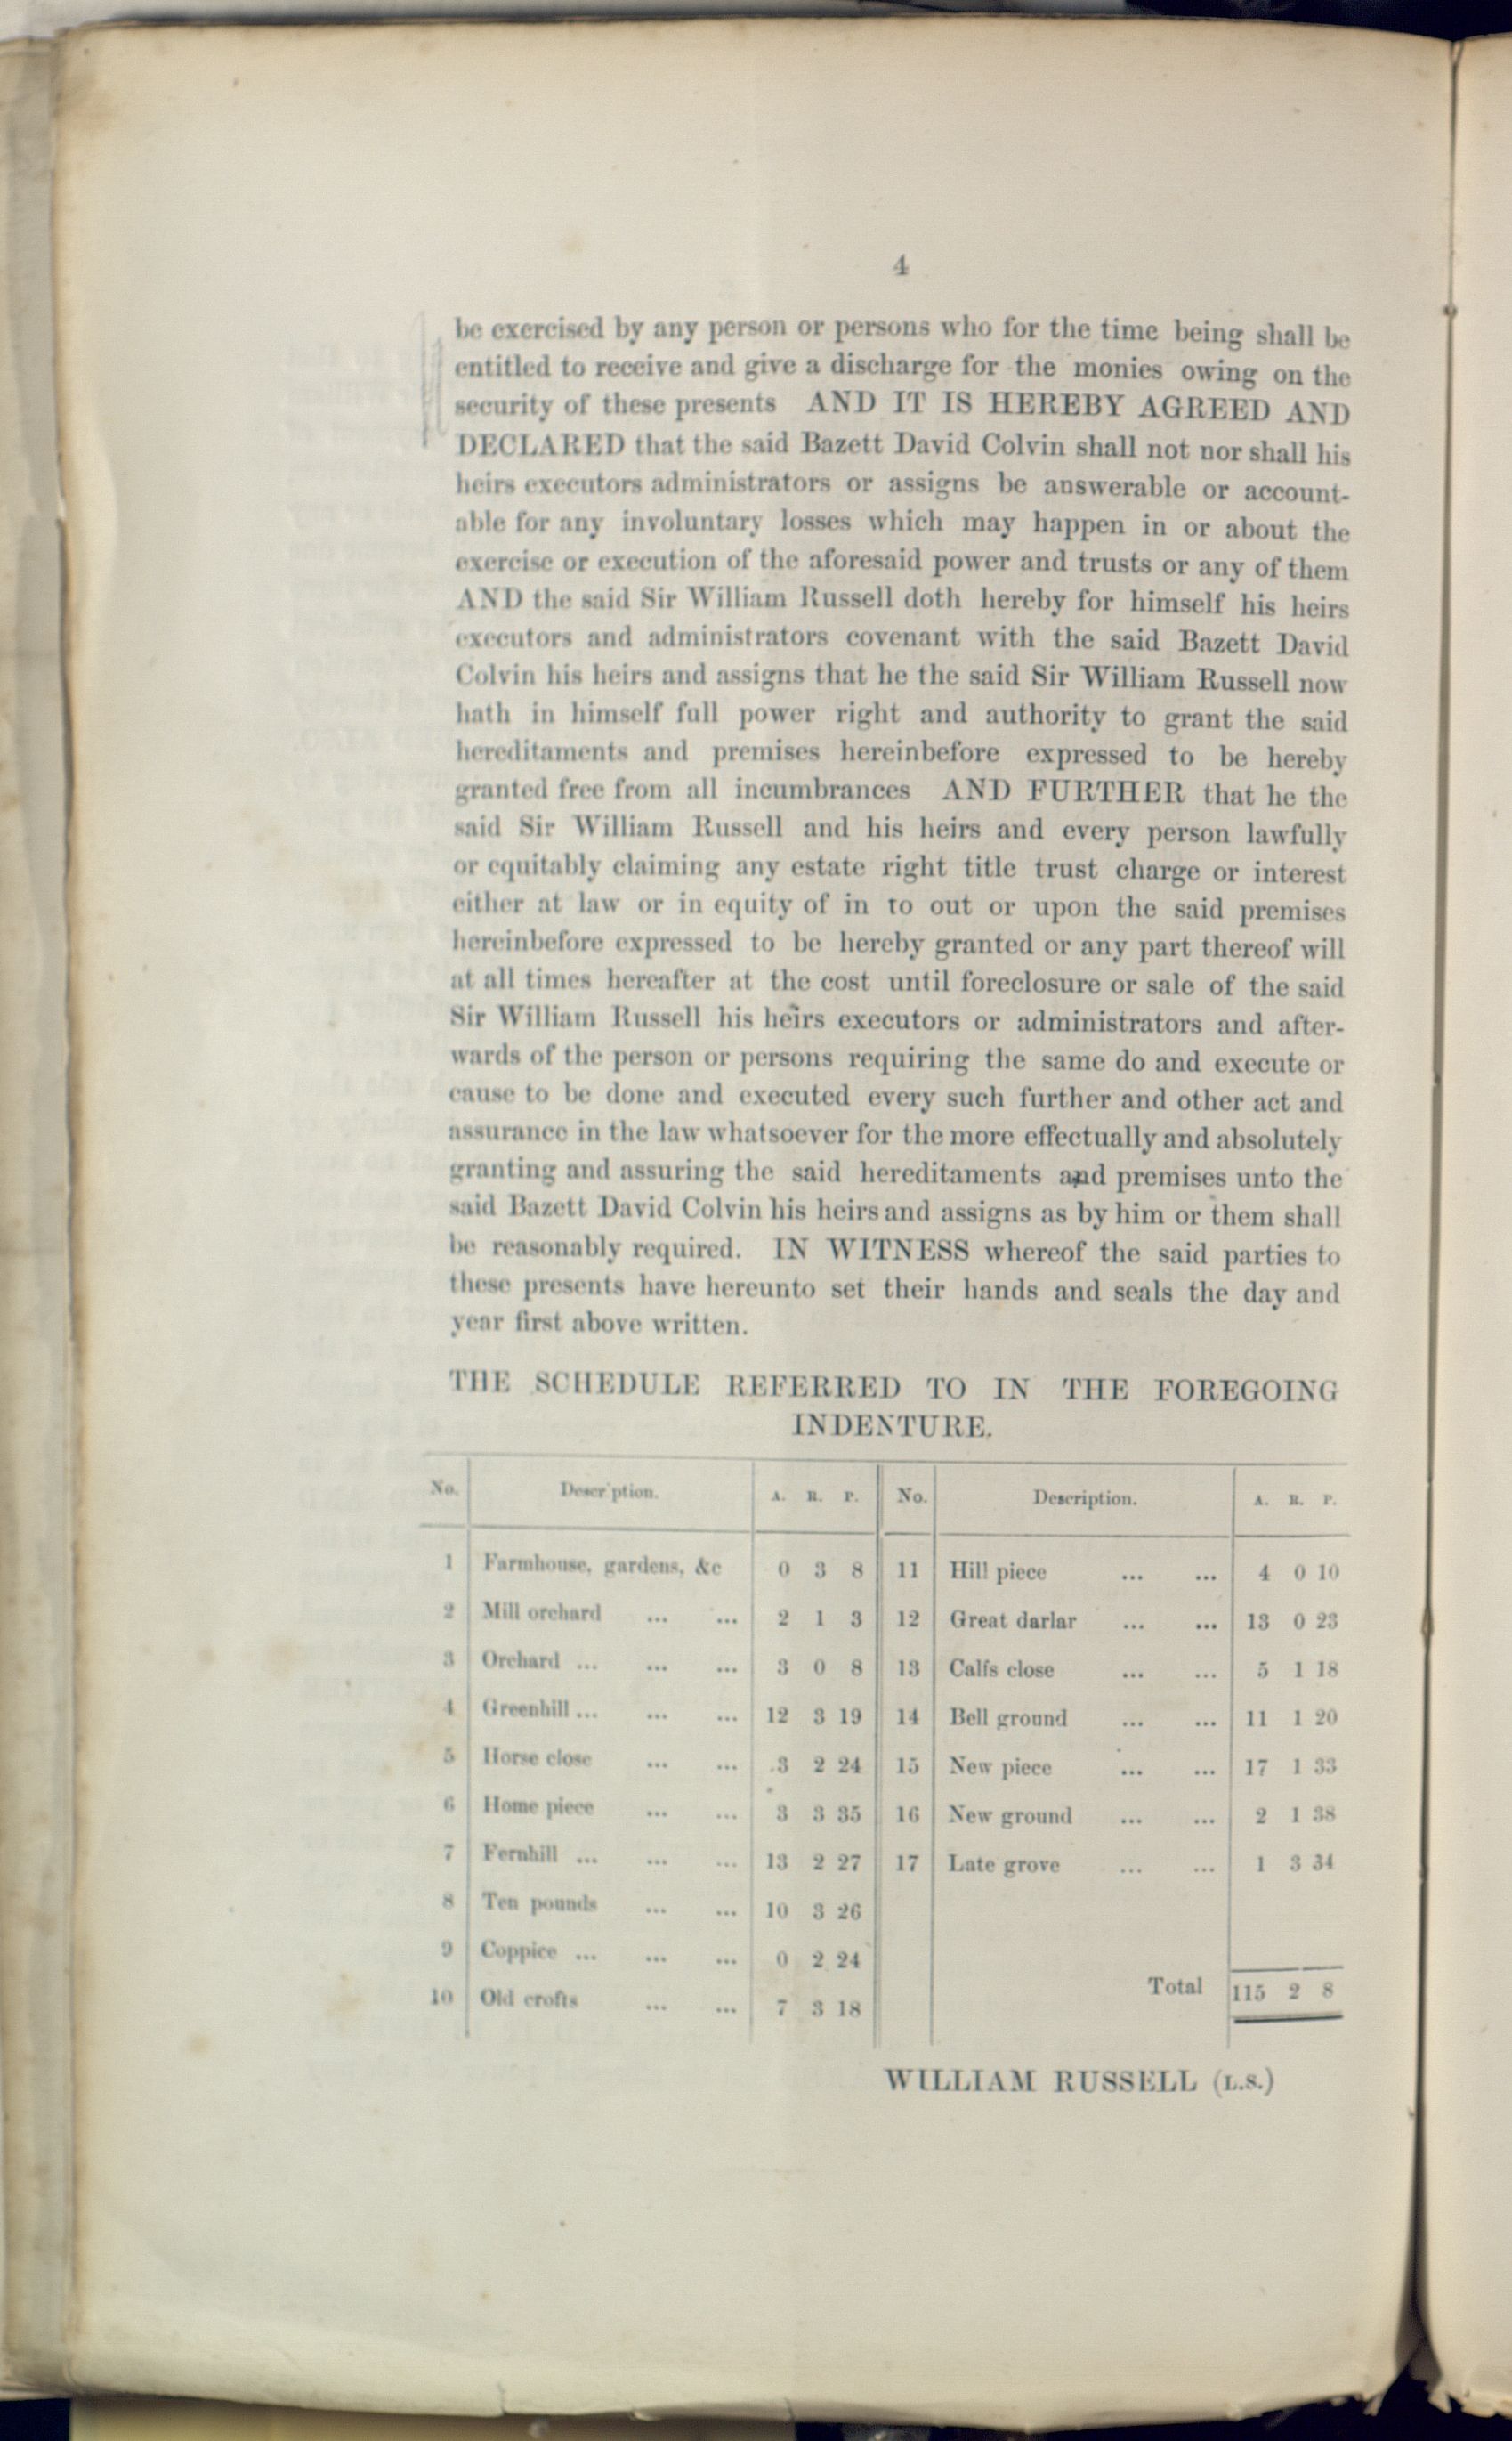 4
be exercised by any person or persons who for the time being shall be
entitled to receive and give a discharge for the monies owing on the
security of these presents AND IT IS HEREBY AGREED AND
DECLARED that the said Bazett David Colvin shall not nor shall his
heirs executors administrators or assigns be answerable or account-
able for any involuntary losses which may happen in or about the
exercise or execution of the aforesaid power and trusts or any of them
AND the said Sir William Russell doth hereby for himself his heirs
executors and administrators covenant with the said Bazett David
Colvin his heirs and assigns that he the said Sir William Russell now
hath in himself full power right and authority to grant the said
hereditaments and premises hereinbefore expressed to be hereby
granted free from all incumbrances AND FURTHER that he the
said Sir William Russell and his heirs and every person lawfully
or equitably claiming any estate right title trust charge or interest
either at law or in equity of in to out or upon the said premises
hereinbefore expressed to be hereby granted or any part thereof will
at all times hereafter at the cost until foreclosure or sale of the said
Sir William Russell his heirs executors or administrators and after-
wards of the person or persons requiring the same do and execute or
cause to be done and executed every such further and other act and
assurance in the law whatsoever for the more effectually and absolutely
granting and assuring the said hereditaments and premises unto the
said Bazett David Colvin his heirs and assigns as by him or them shall
be reasonably required. IN WITNESS whereof the said parties to
these presents have hereunto set their hands and seals the day and
year first above written.
THE SCHEDULE REFERRED TO IN THE FOREGOING
INDENTURE.
No. Description. A. R. P. No. Description. A. R. P.
1 Farmhouse, gardens, &c 0 3 8 11 Hill piece ... ... 4 0 10
2 Mill orchard ... ... 2 1 3 12 Great darlar ... ... 13 0 23
3 Orchard ... ... ... 3 0 8 13 Calfs close ... ... 5 1 18
4 Greenhill ... ... ... 12 3 19 14 Bell ground ... ... 11 1 20
5 Horse close ... ... 3 2 24 15 New piece ... ... 17 1 33
6 Home piece ... ... 3 3 35 16 New ground ... ... 2 1 38
7 Fernhill ... ... ... 13 2 27 17 Late grove ... ... 1 3 34
8 Ten pounds ... ... 10 3 26
9 Coppice ... ... ... 0 2 24
10 Old crofts ... ... 7 3 18
Total 115 2 8
WILLIAM RUSSELL (L.S.)